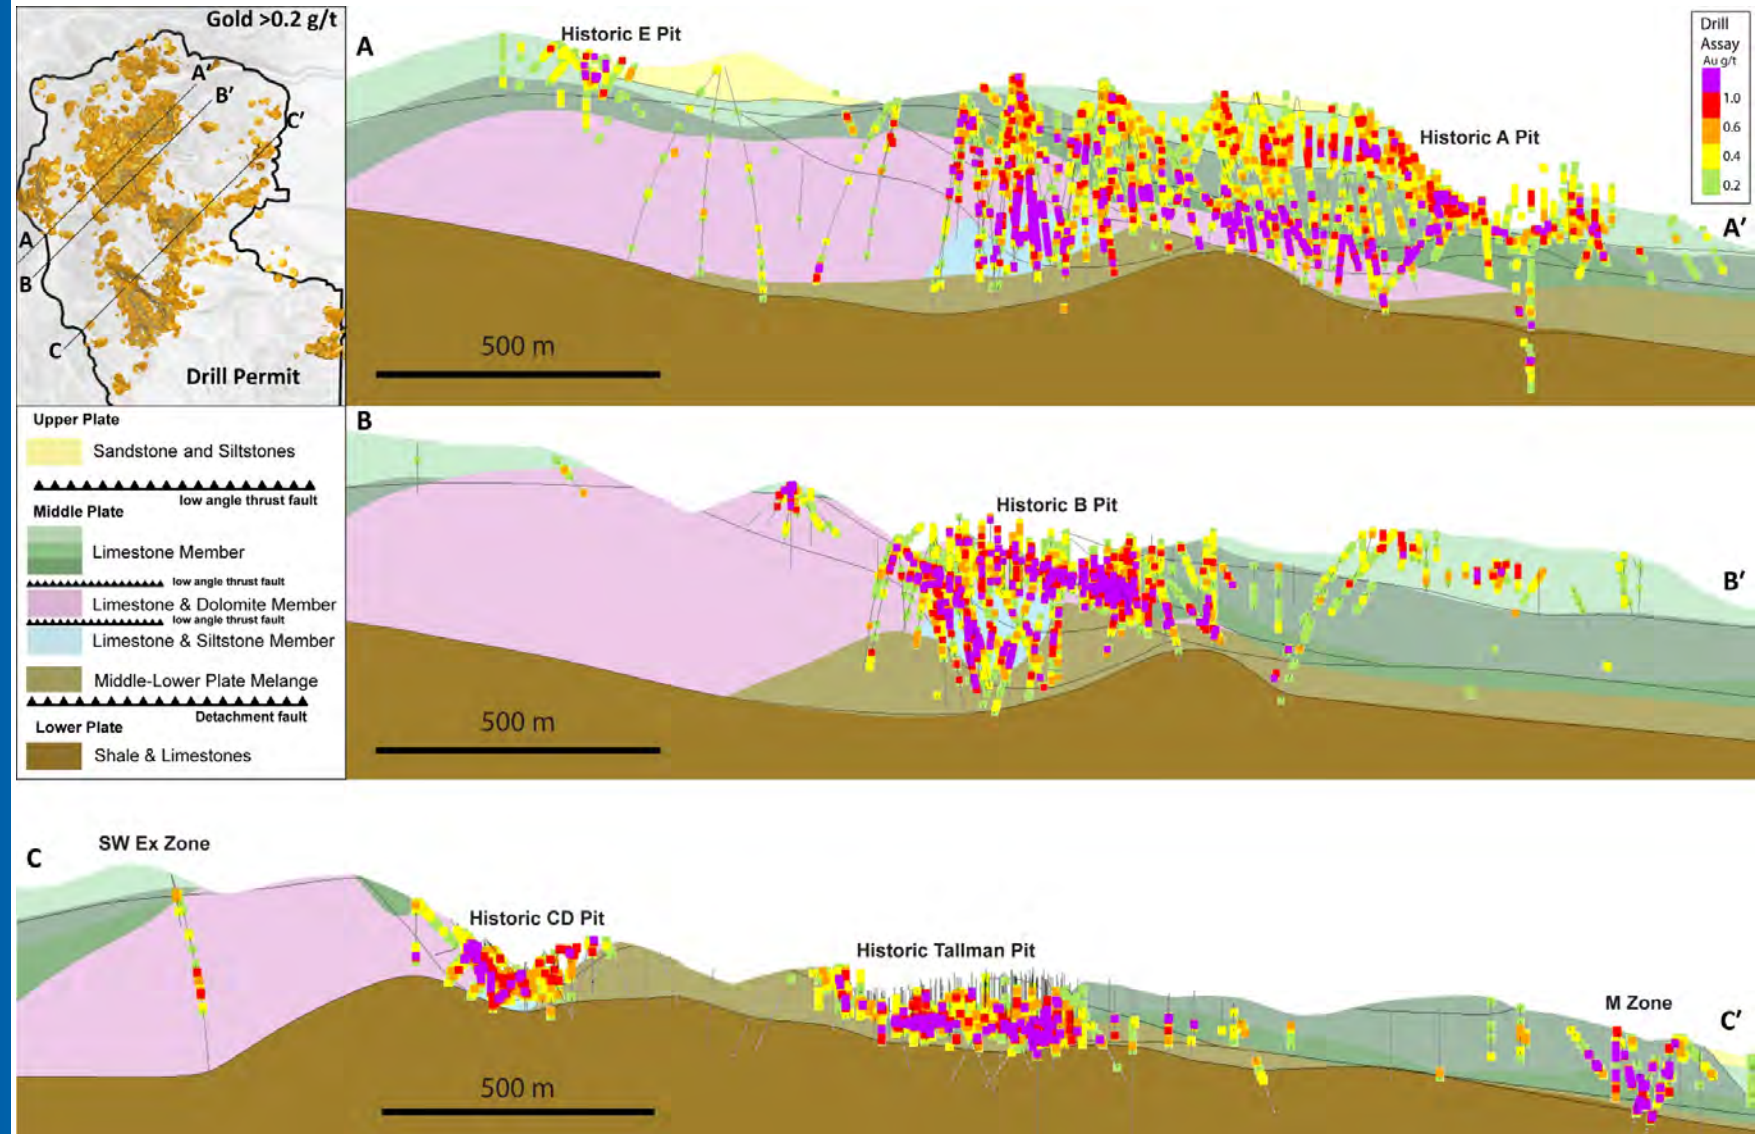 Gold >0.2 g/t
A'
B'
C'
A
B
C
Drill Permit
Upper Plate
Sandstone and Siltstones
low angle thrust fault
Middle Plate
Limestone Member
low angle thrust fault
Limestone & Dolomite Member
low angle thrust fault
Limestone & Siltstone Member
Middle-Lower Plate Melange
Detachment fault
Lower Plate
Shale & Limestones
A
Historic E Pit
Historic A Pit
A'
500 m
Drill
Assay
Au g/t
1.0
0.6
0.4
0.2
B
Historic B Pit
B'
500 m
C
SW Ex Zone
Historic CD Pit
Historic Tallman Pit
M Zone
C'
500 m